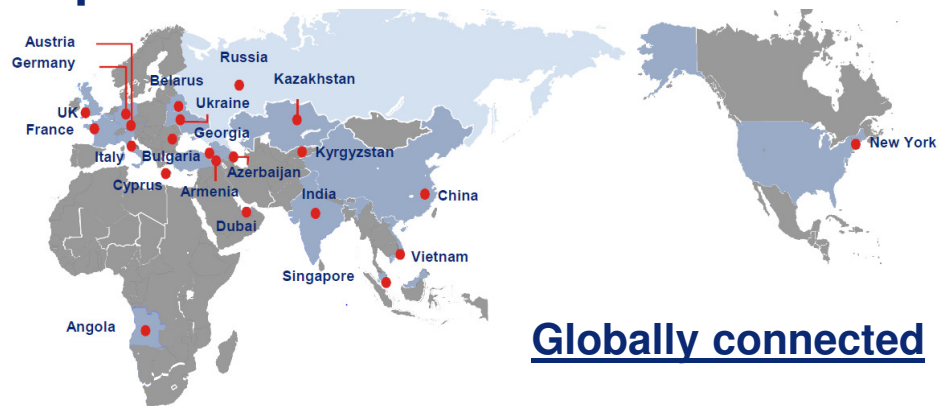 Austria
Germany
Russia
Belarus
Kazakhstan
Ukraine
UK
France
Georgia
New York
Italy
Bulgaria
Kyrgyzstan
Azerbaijan
Cyprus
Armenia
India
China
Dubai
Vietnam
Singapore
Angola
Globally connected